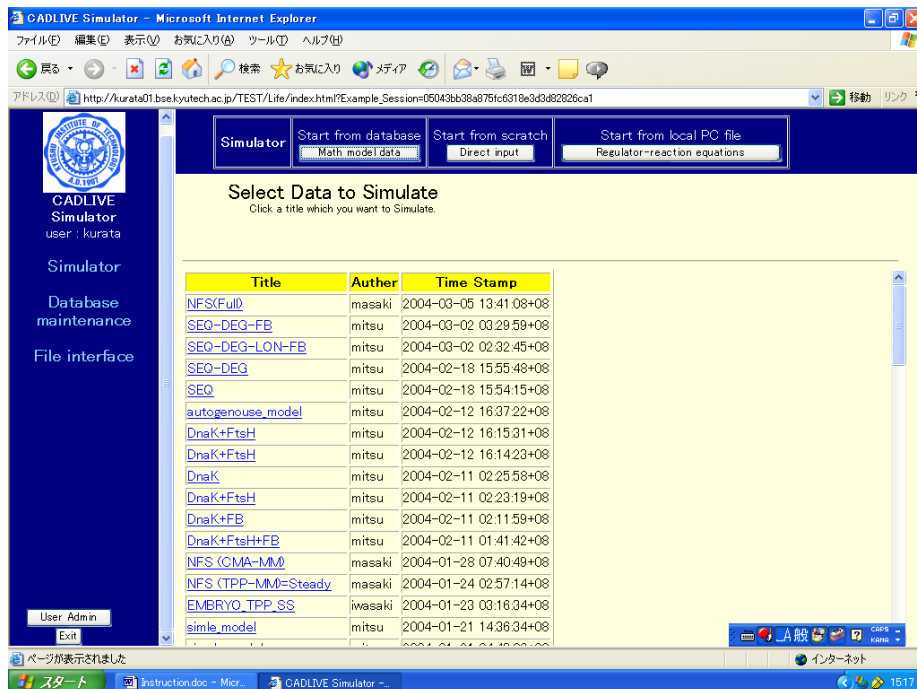 CADLIVE Simulator - Microsoft Internet Explorer
ファイル(F) 編集(E) 表示(V) お気に入り(A) ツール(T) ヘルプ(H)
戻る 検索 お気に入り メディア
アドレス(D) http://kurata01.bse.kyutech.ac.jp/TEST/Life/index.html?Example_Session=05043bb38a875fc6318e3d3d82826ca1 移動 リンク
A.D.1907
CADLIVE
Simulator
user : kurata
Simulator
Database
maintenance
File interface
User Admin
Exit
Simulator
Start from database
Math model data
Start from scratch
Direct input
Start from local PC file
Regulator-reaction equations
Select Data to Simulate
Click a title which you want to Simulate.
Title Auther Time Stamp
NFS(Full) masaki 2004-03-05 13:41:08+08
SEQ-DEG-FB mitsu 2004-03-02 03:29:59+08
SEQ-DEG-LON-FB mitsu 2004-03-02 02:32:45+08
SEQ-DEG mitsu 2004-02-18 15:55:48+08
SEQ mitsu 2004-02-18 15:54:15+08
autogenouse_model mitsu 2004-02-12 16:37:22+08
DnaK+FtsH mitsu 2004-02-12 16:15:31+08
DnaK+FtsH mitsu 2004-02-12 16:14:23+08
DnaK mitsu 2004-02-11 02:25:58+08
DnaK+FtsH mitsu 2004-02-11 02:23:19+08
DnaK+FB mitsu 2004-02-11 02:11:59+08
DnaK+FtsH+FB mitsu 2004-02-11 01:41:42+08
NFS (CMA-MM) masaki 2004-01-28 07:40:49+08
NFS (TPP-MM)=Steady masaki 2004-01-24 02:57:14+08
EMBRYO_TPP_SS iwasaki 2004-01-23 03:16:34+08
simle_model mitsu 2004-01-21 14:36:34+08
A般 CAPS
KANA
ページが表示されました インターネット
スタート Instruction.doc - Micr... CADLIVE Simulator -... 15:17